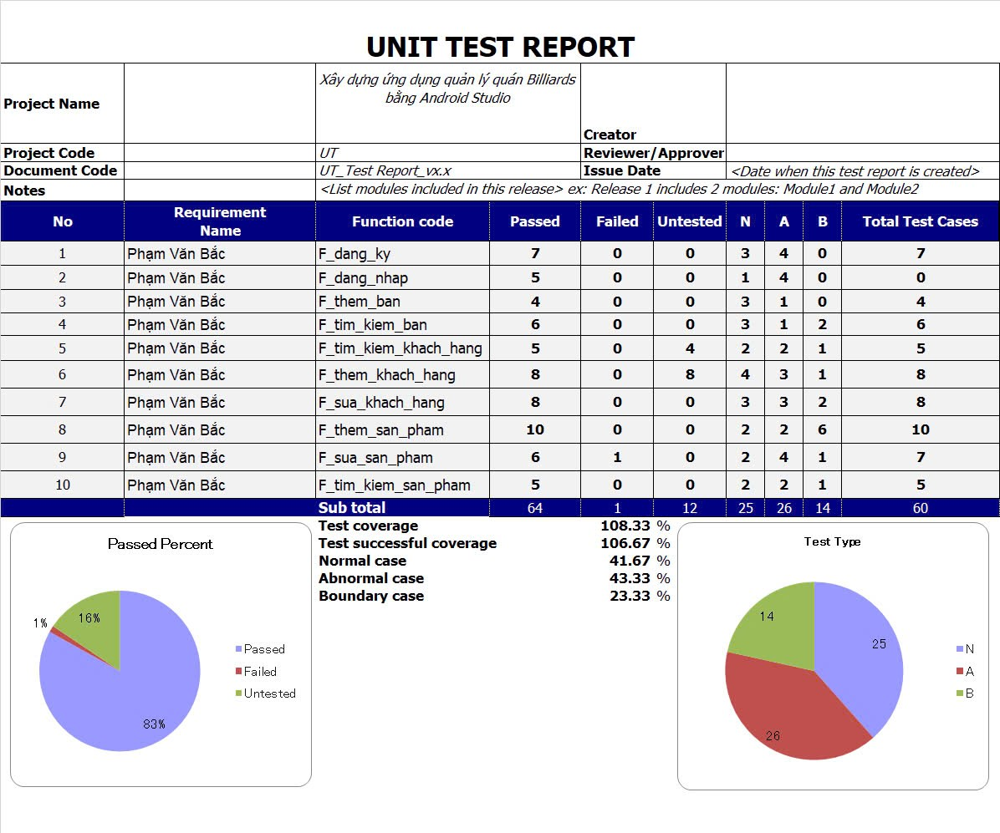 UNIT TEST REPORT
Project Name Xây dựng ứng dụng quản lý quán Billiards
bằng Android Studio
Creator
Project Code UT Reviewer/Approver
Document Code UT_Test Report_vx.x Issue Date <Date when this test report is created>
Notes <List modules included in this release> ex: Release 1 includes 2 modules: Module1 and Module2
No Requirement Name Function code Passed Failed Untested N A B Total Test Cases
1 Phạm Văn Bắc F_dang_ky 7 0 0 3 4 0 7
2 Phạm Văn Bắc F_dang_nhap 5 0 0 1 4 0 0
3 Phạm Văn Bắc F_them_ban 4 0 0 3 1 0 4
4 Phạm Văn Bắc F_tim_kiem_ban 6 0 0 3 1 2 6
5 Phạm Văn Bắc F_tim_kiem_khach_hang 5 0 4 2 2 1 5
6 Phạm Văn Bắc F_them_khach_hang 8 0 8 4 3 1 8
7 Phạm Văn Bắc F_sua_khach_hang 8 0 0 3 3 2 8
8 Phạm Văn Bắc F_them_san_pham 10 0 0 2 2 6 10
9 Phạm Văn Bắc F_sua_san_pham 6 1 0 2 4 1 7
10 Phạm Văn Bắc F_tim_kiem_san_pham 5 0 0 2 2 1 5
Sub total 64 1 12 25 26 14 60
Test coverage 108.33 %
Test successful coverage 106.67 %
Normal case 41.67 %
Abnormal case 43.33 %
Boundary case 23.33 %
Passed Percent
16%
1%
83%
Passed
Failed
Untested
Test Type
14
25
26
N
A
B